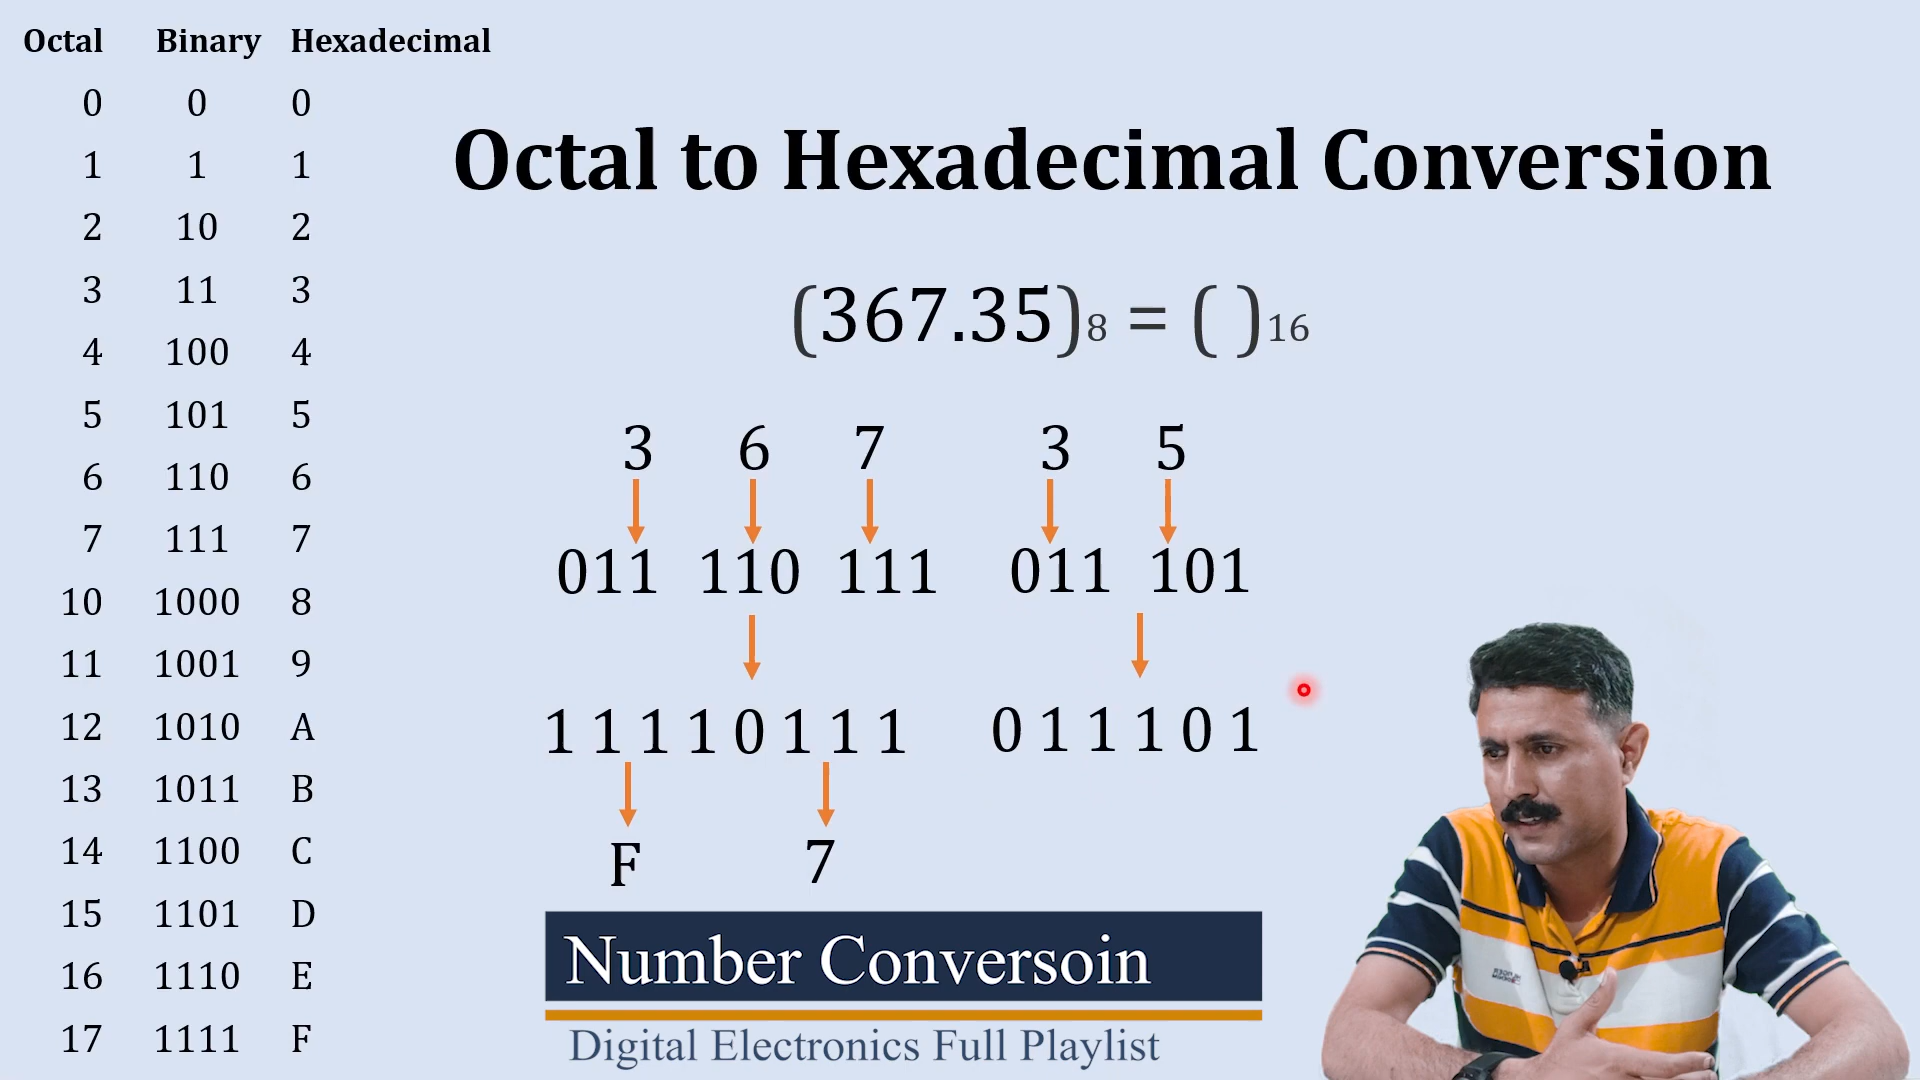 Octal Binary Hexadecimal
0 0 0
1 1 1
2 10 2
3 11 3
4 100 4
5 101 5
6 110 6
7 111 7
10 1000 8
11 1001 9
12 1010 A
13 1011 B
14 1100 C
15 1101 D
16 1110 E
17 1111 F
Octal to Hexadecimal Conversion
(367.35)8 = ( )16
3 6 7 3 5
011 110 111 011 101
1 1 1 1 0 1 1 1 0 1 1 1 0 1
F 7
Number Conversoin
Digital Electronics Full Playlist